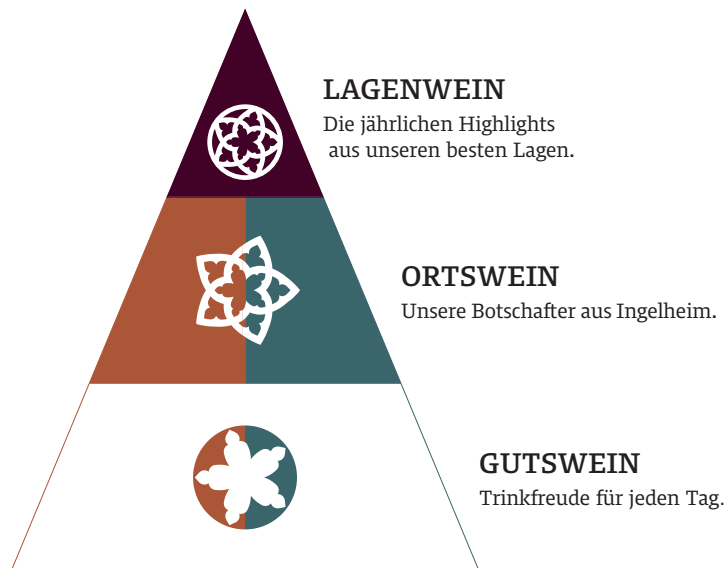 LAGENWEIN
Die jährlichen Highlights
aus unseren besten Lagen.
ORTSWEIN
Unsere Botschafter aus Ingelheim.
GUTSWEIN
Trinkfreude für jeden Tag.